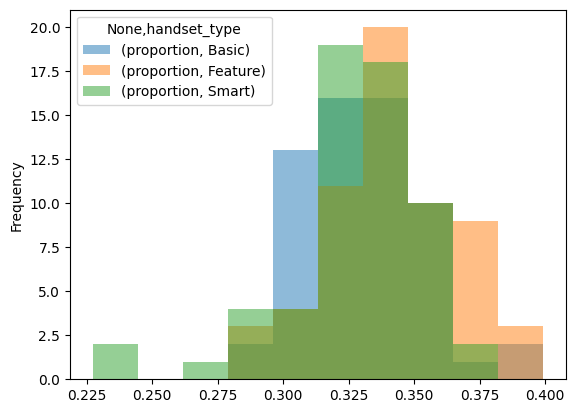 None,handset_type
(proportion, Basic)
(proportion, Feature)
(proportion, Smart)
Frequency
20.0
17.5
15.0
12.5
10.0
7.5
5.0
2.5
0.0
0.225 0.250 0.275 0.300 0.325 0.350 0.375 0.400